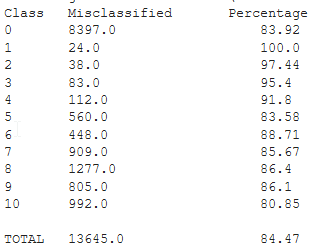 Class Misclassified Percentage
0 8397.0 83.92
1 24.0 100.0
2 38.0 97.44
3 83.0 95.4
4 112.0 91.8
5 560.0 83.58
6 448.0 88.71
7 909.0 85.67
8 1277.0 86.4
9 805.0 86.1
10 992.0 80.85
TOTAL 13645.0 84.47